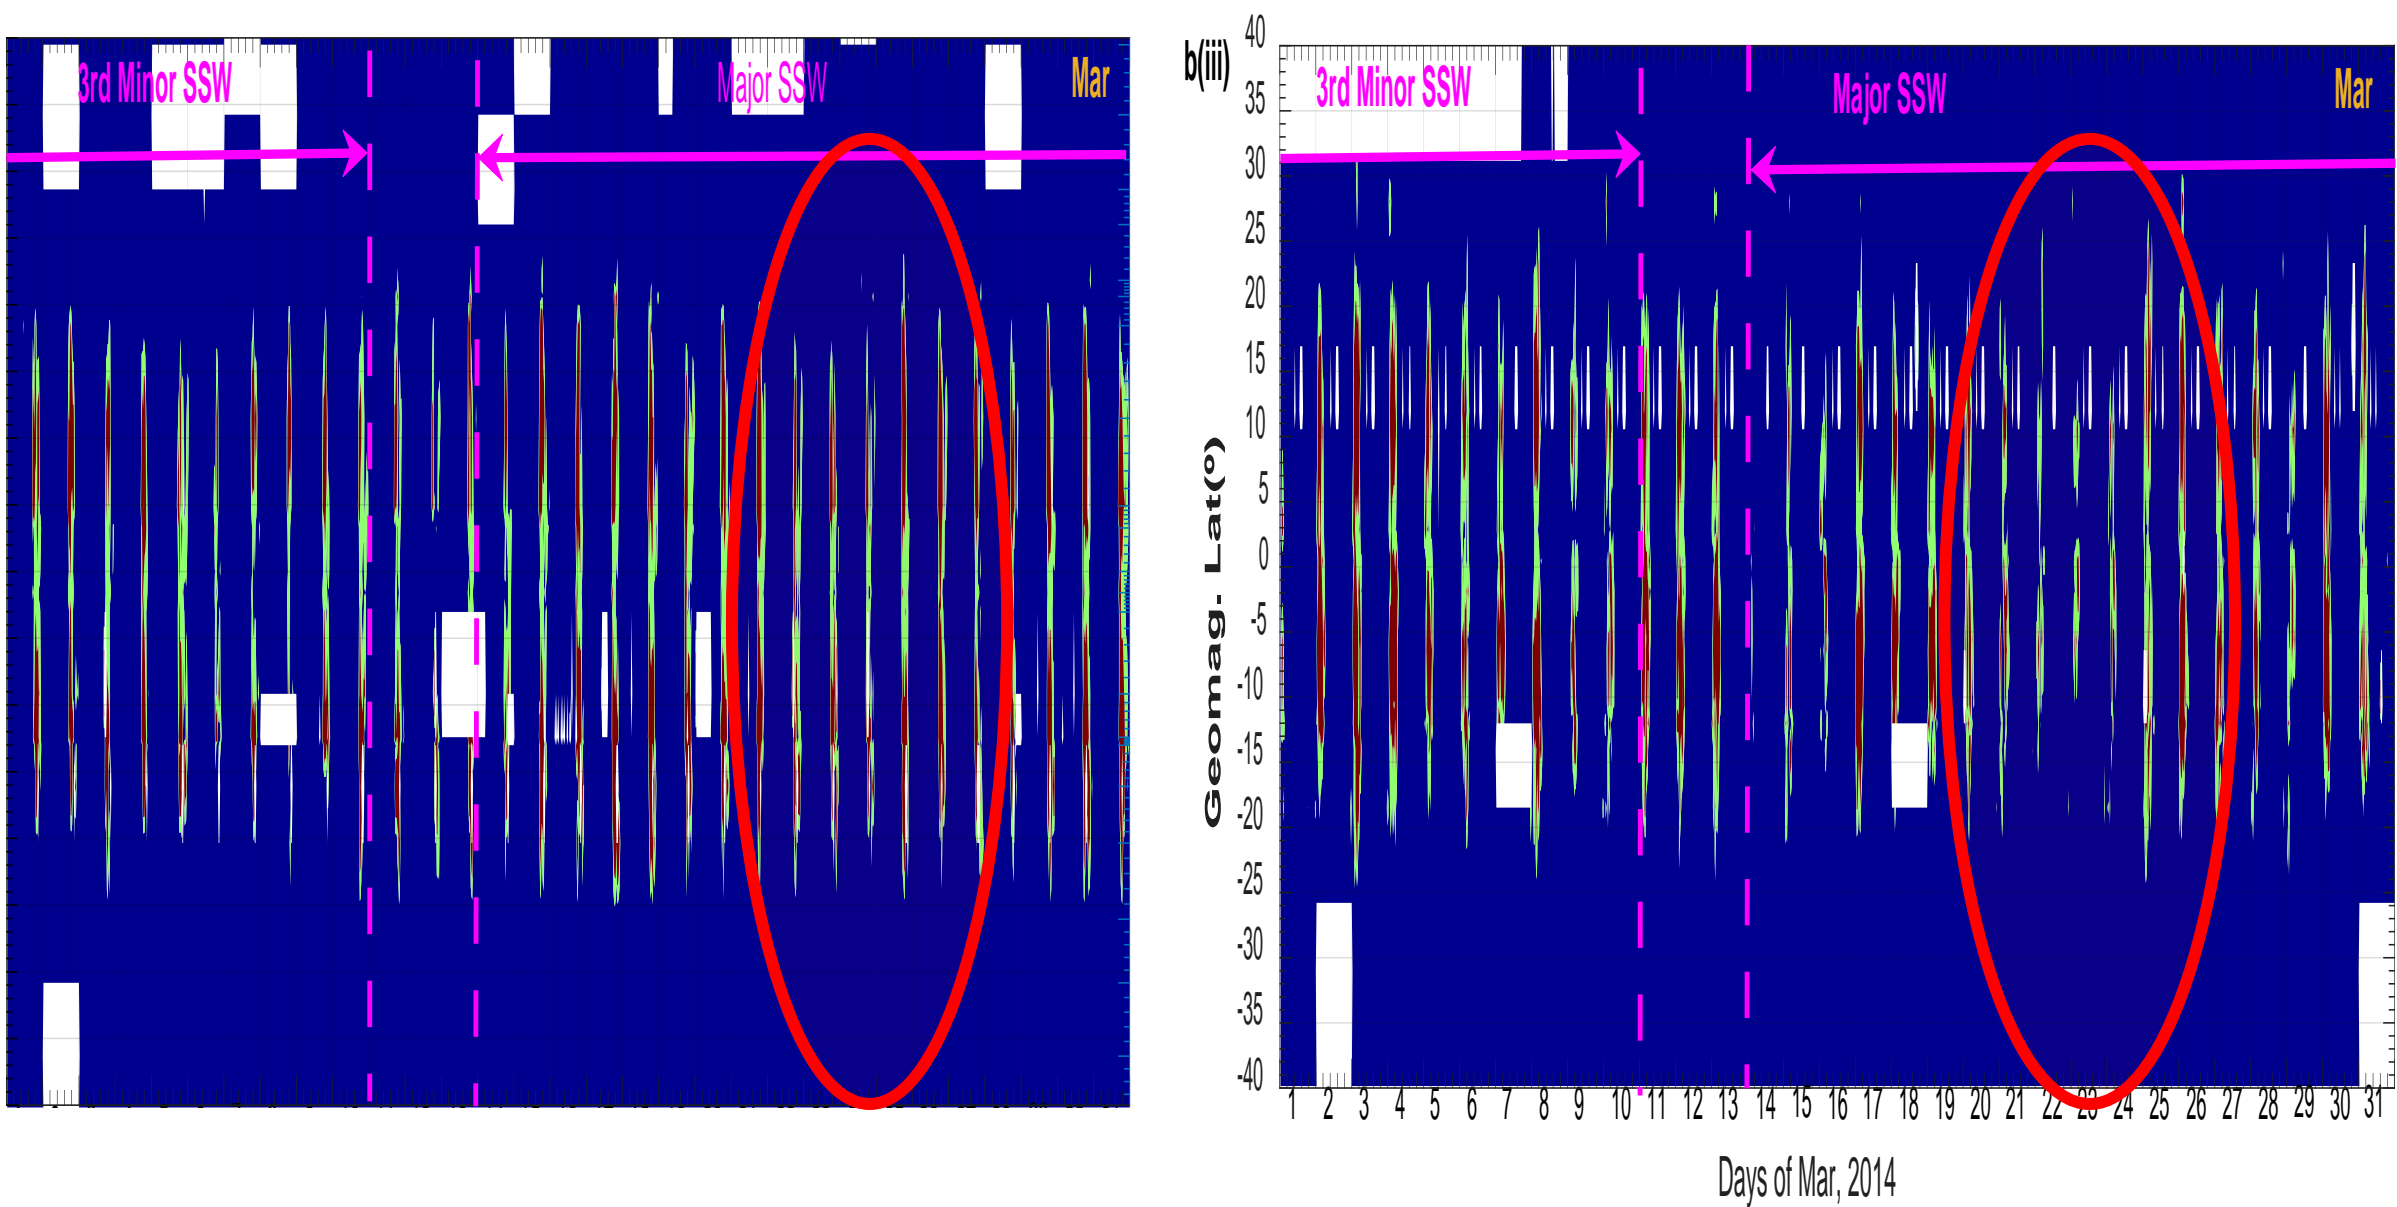 3rd Minor SSW
Major SSW
Mar
b(iii)
3rd Minor SSW
Major SSW
Mar
40
35
30
25
20
15
10
5
0
-5
-10
-15
-20
-25
-30
-35
-40
Geomag. Lat(º)
1 2 3 4 5 6 7 8 9 10 11 12 13 14 15 16 17 18 19 20 21 22 23 24 25 26 27 28 29 30 31
Days of Mar, 2014